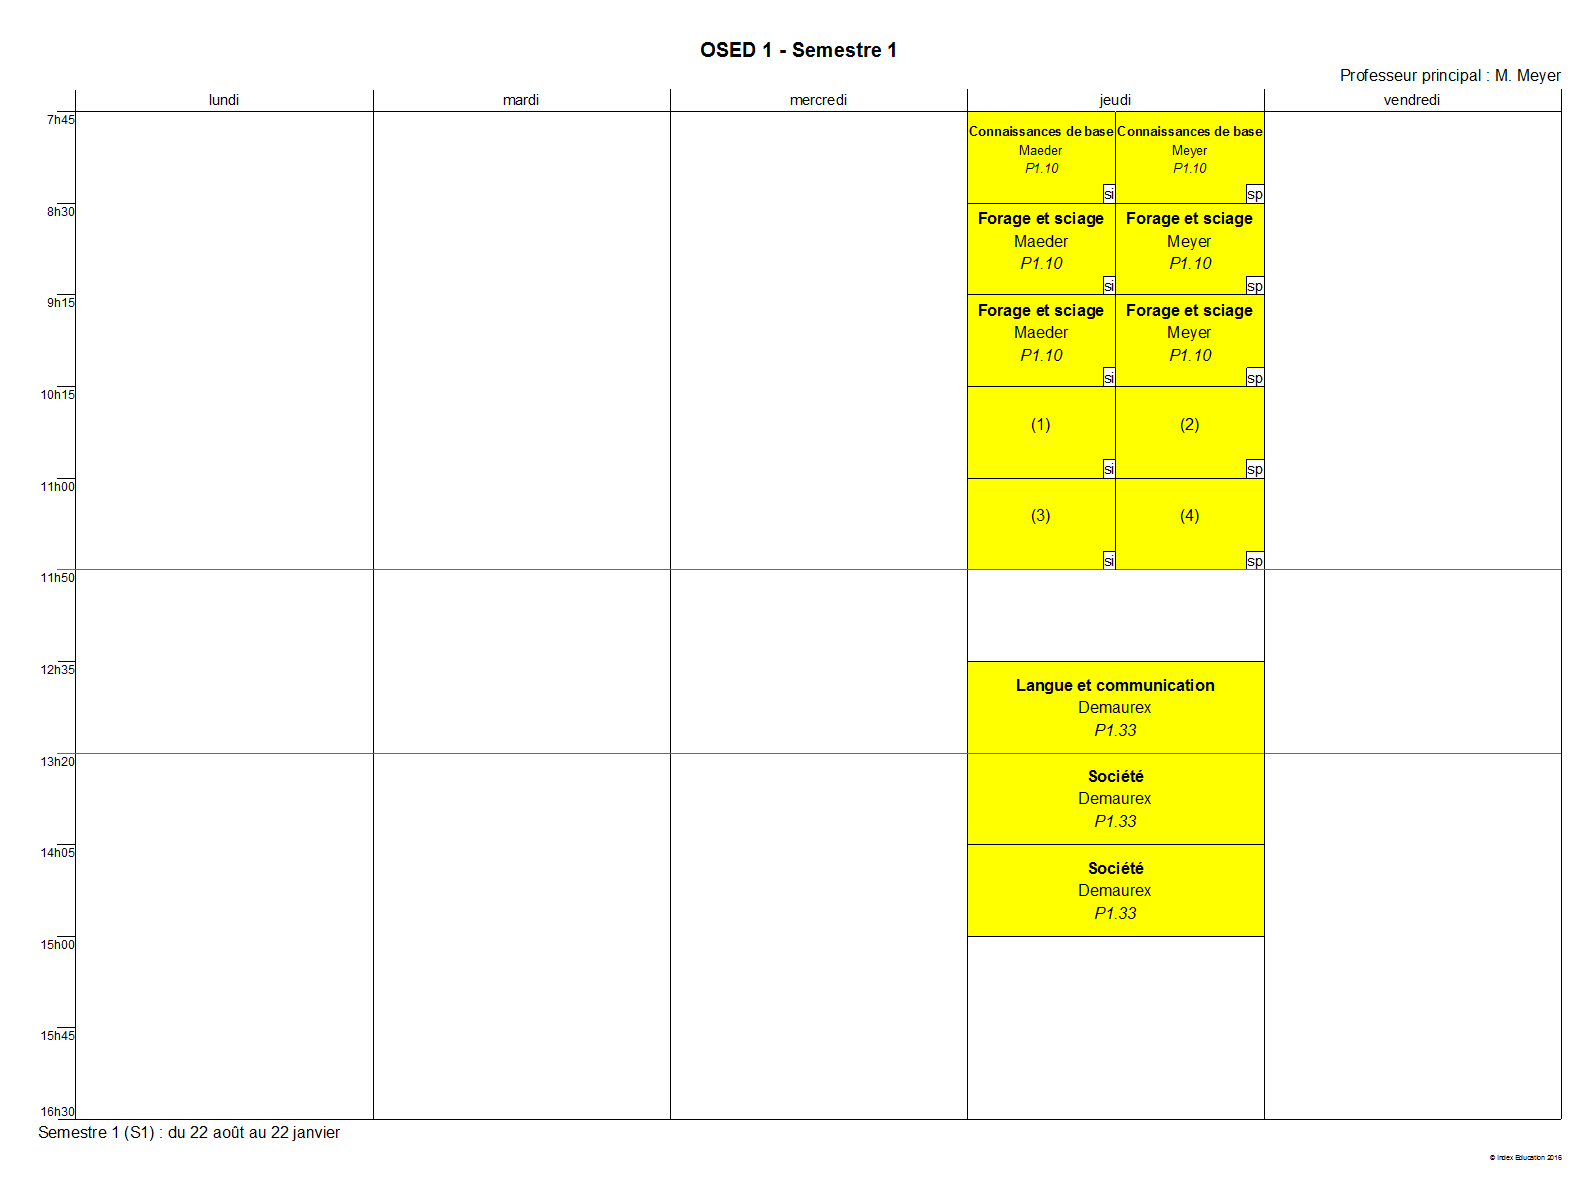 OSED 1 - Semestre 1
Professeur principal : M. Meyer
lundi mardi mercredi jeudi vendredi
7h45
Connaissances de base Connaissances de base
Maeder Meyer
P1.10 P1.10
si sp
8h30
Forage et sciage Forage et sciage
Maeder Meyer
P1.10 P1.10
si sp
9h15
Forage et sciage Forage et sciage
Maeder Meyer
P1.10 P1.10
si sp
10h15
(1) (2)
si sp
11h00
(3) (4)
si sp
11h50
12h35
Langue et communication
Demaurex
P1.33
13h20
Société
Demaurex
P1.33
14h05
Société
Demaurex
P1.33
15h00
15h45
16h30
Semestre 1 (S1) : du 22 août au 22 janvier
© Index Education 2016